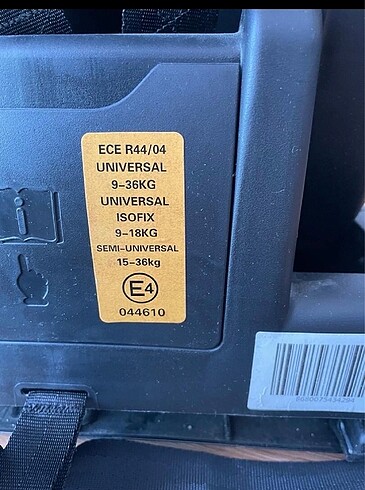 ECE R44/04
UNIVERSAL
9-36KG
UNIVERSAL
ISOFIX
9-18KG
SEMI-UNIVERSAL
15-36kg
E4
044610